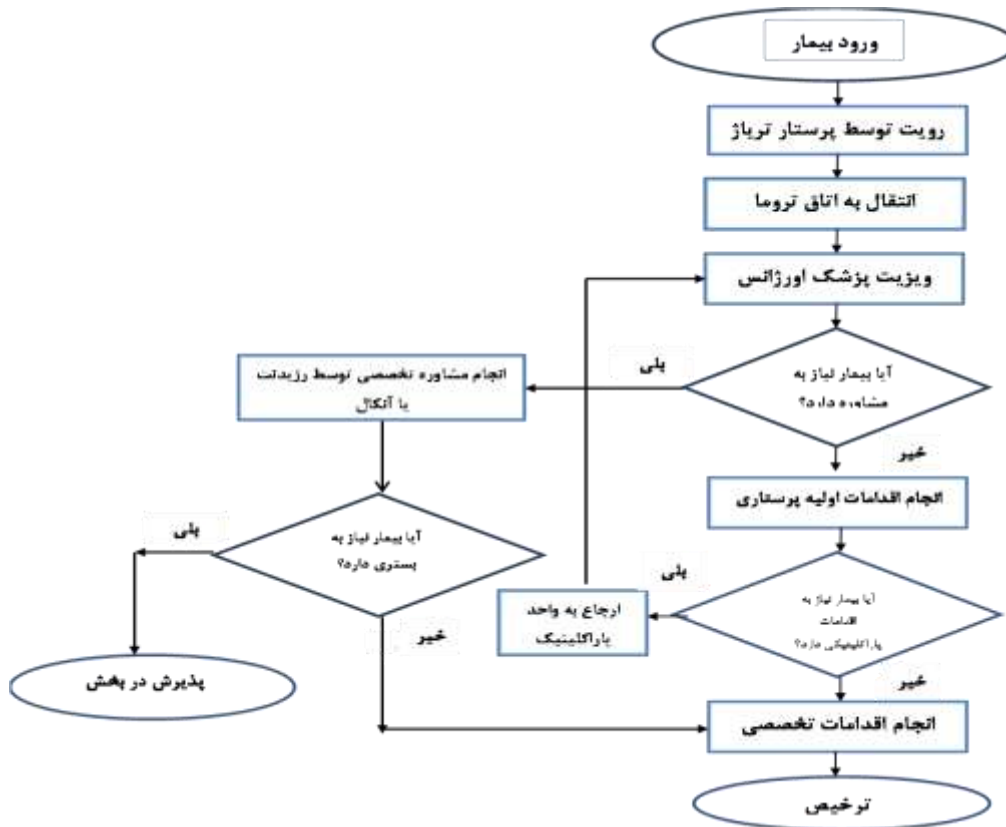 ورود بیمار
رویت توسط پرستار تریاژ
انتقال به اتاق تروما
ویزیت پزشک اورژانس
آیا بیمار نیاز به
مشاوره دارد؟
بلی
انجام مشاوره تخصصی توسط رزیدنت
یا آنکال
خیر
انجام اقدامات اولیه پرستاری
آیا بیمار نیاز به
بستری دارد؟
بلی
خیر
پذیرش در بخش
آیا بیمار نیاز به
اقدامات
پاراکلینیکی دارد؟
بلی
ارجاع به واحد
پاراکلینیک
خیر
انجام اقدامات تخصصی
ترخیص